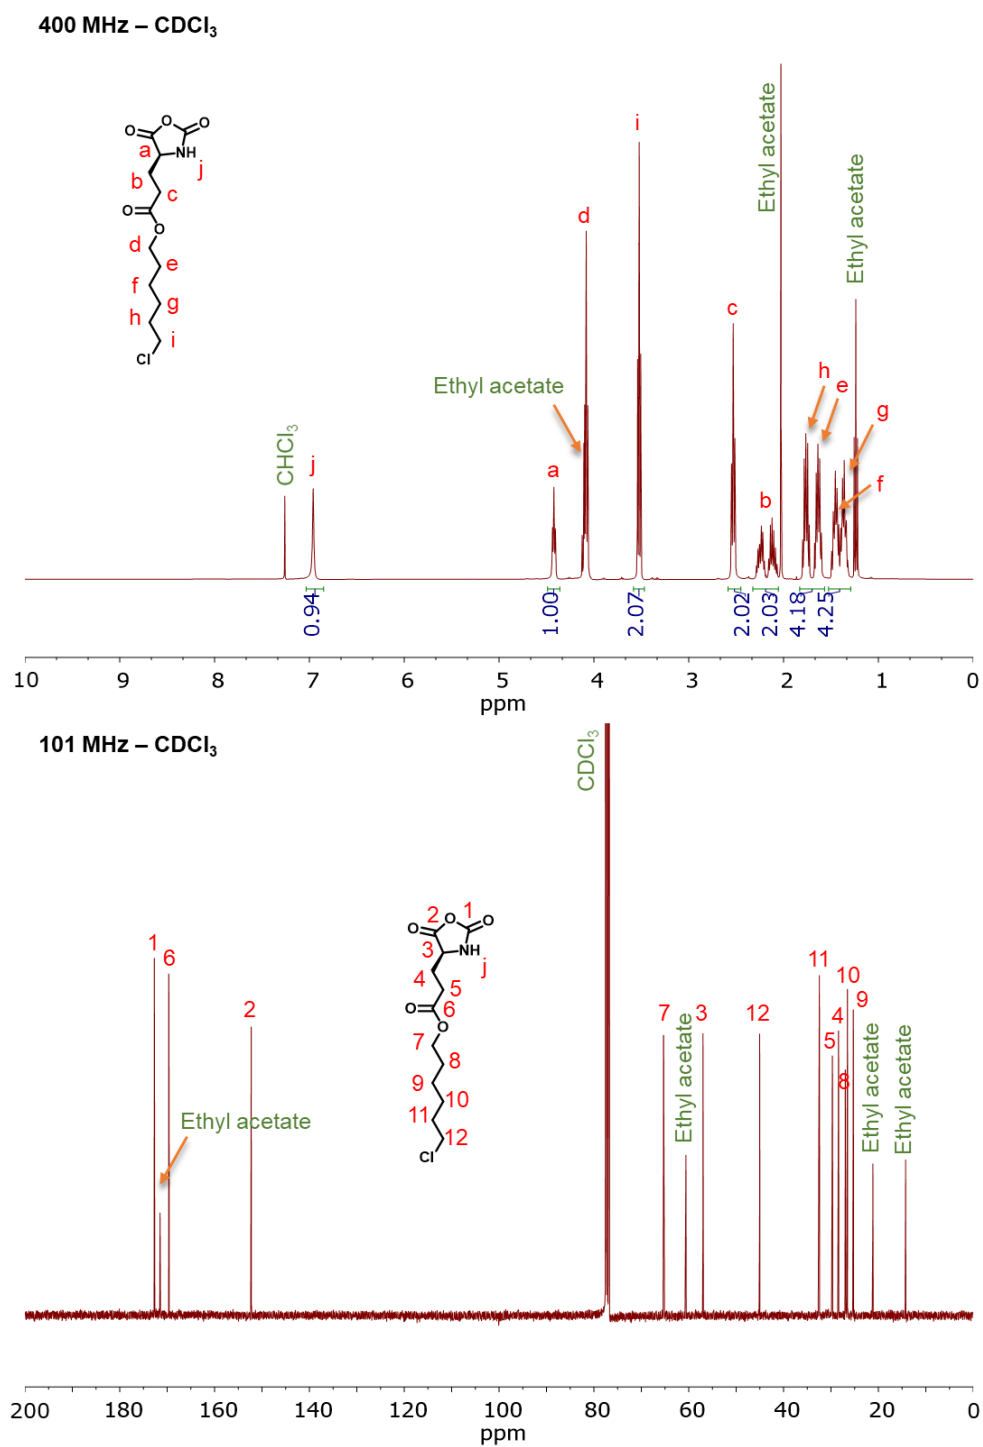 400 MHz – CDCl3
O O O
a NH
b j
c
O
O
d
e
f
g
h
i
Cl
CHCl3
j
Ethyl acetate
a
d
i
c
b
Ethyl acetate
h
e
g
f
Ethyl acetate
0.94
1.00
2.07
2.02
2.03
4.18
4.25
10 9 8 7 6 5 4 3 2 1 0
ppm
101 MHz – CDCl3
CDCl3
2 1
O O O
3 NH
4 j
5
6
O
O
7
8
9
10
11
12
Cl
1
6
2
Ethyl acetate
7
Ethyl acetate
3
12
11
5
4
8
10
9
Ethyl acetate
Ethyl acetate
200 180 160 140 120 100 80 60 40 20 0
ppm